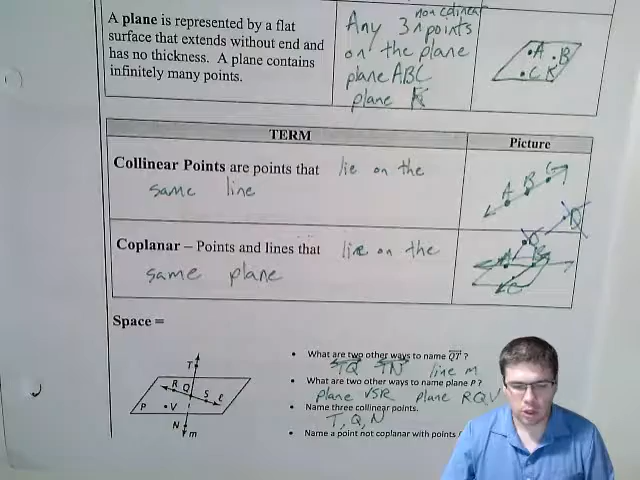 A plane is represented by a flat
surface that extends without end and
has no thickness. A plane contains
infinitely many points.
non colinear
Any 3 ^ points
on the plane
plane ABC
plane K
A B
C K
TERM
Picture
Collinear Points are points that lie on the
same line
A B C
Coplanar – Points and lines that lie on the
same plane
Space =
T
R Q S ℓ
P V
N m
• What are two other ways to name QT ?
TQ TN line m
• What are two other ways to name plane P ?
plane VSR plane RQV
• Name three collinear points.
T, Q, N
• Name a point not coplanar with points